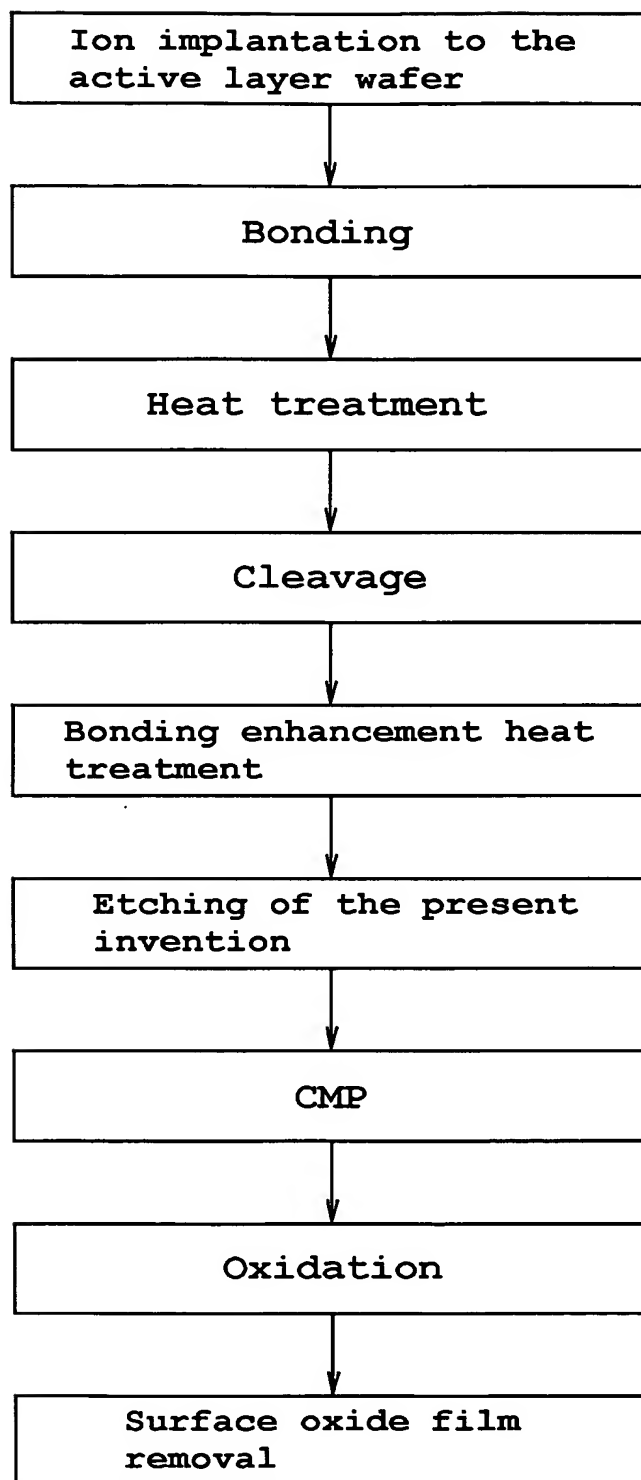 Ion implantation to the
active layer wafer
Bonding
Heat treatment
Cleavage
Bonding enhancement heat
treatment
Etching of the present
invention
CMP
Oxidation
Surface oxide film
removal